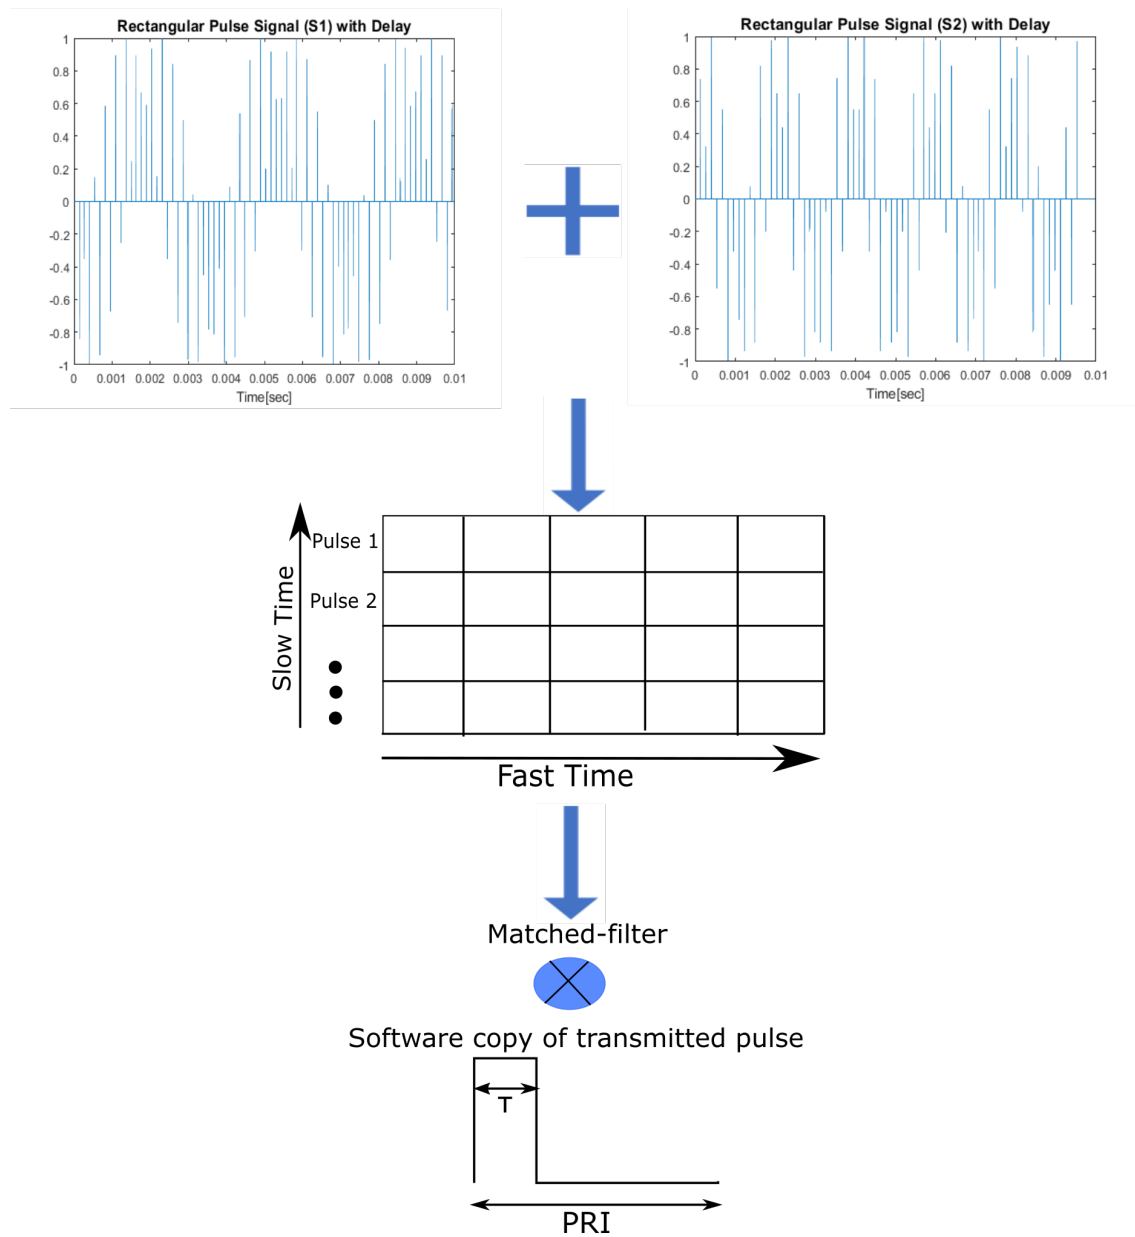 Rectangular Pulse Signal (S1) with Delay
1
0.8
0.6
0.4
0.2
0
-0.2
-0.4
-0.6
-0.8
-1
0 0.001 0.002 0.003 0.004 0.005 0.006 0.007 0.008 0.009 0.01
Time[sec]
Rectangular Pulse Signal (S2) with Delay
1
0.8
0.6
0.4
0.2
0
-0.2
-0.4
-0.6
-0.8
-1
0 0.001 0.002 0.003 0.004 0.005 0.006 0.007 0.008 0.009 0.01
Time[sec]
Slow Time
Pulse 1
Pulse 2
Fast Time
Matched-filter
Software copy of transmitted pulse
T
PRI